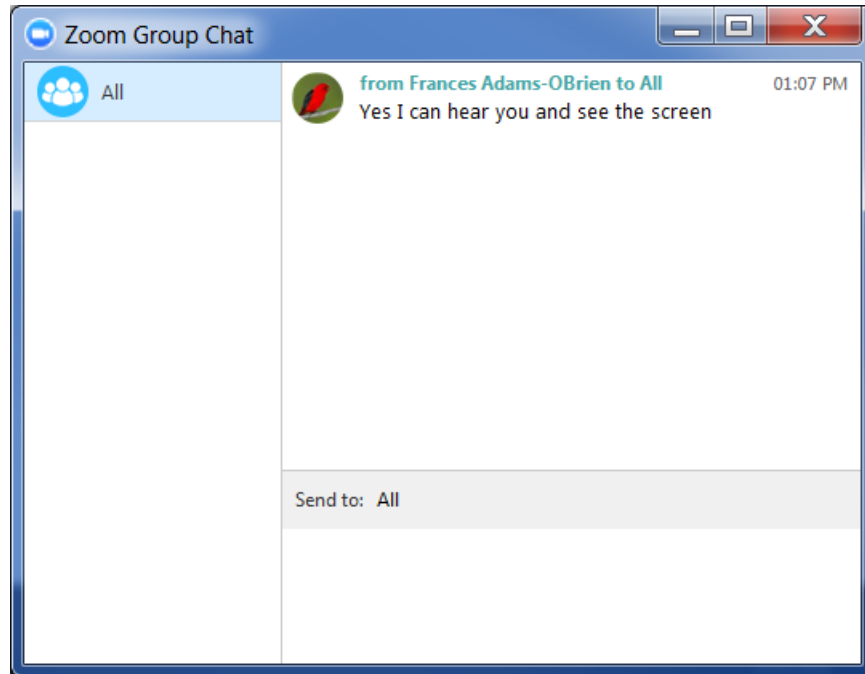 Zoom Group Chat
All
from Frances Adams-OBrien to All 01:07 PM
Yes I can hear you and see the screen
Send to: All